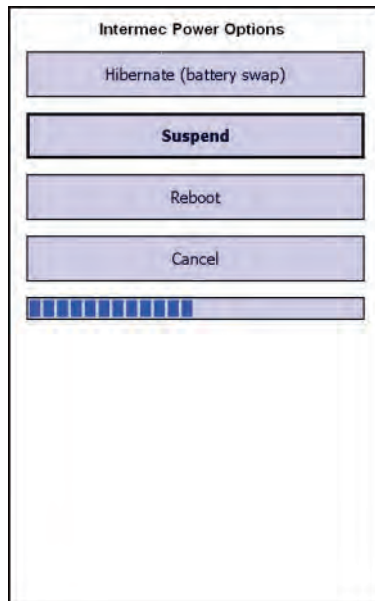 Intermec Power Options
Hibernate (battery swap)
Suspend
Reboot
Cancel